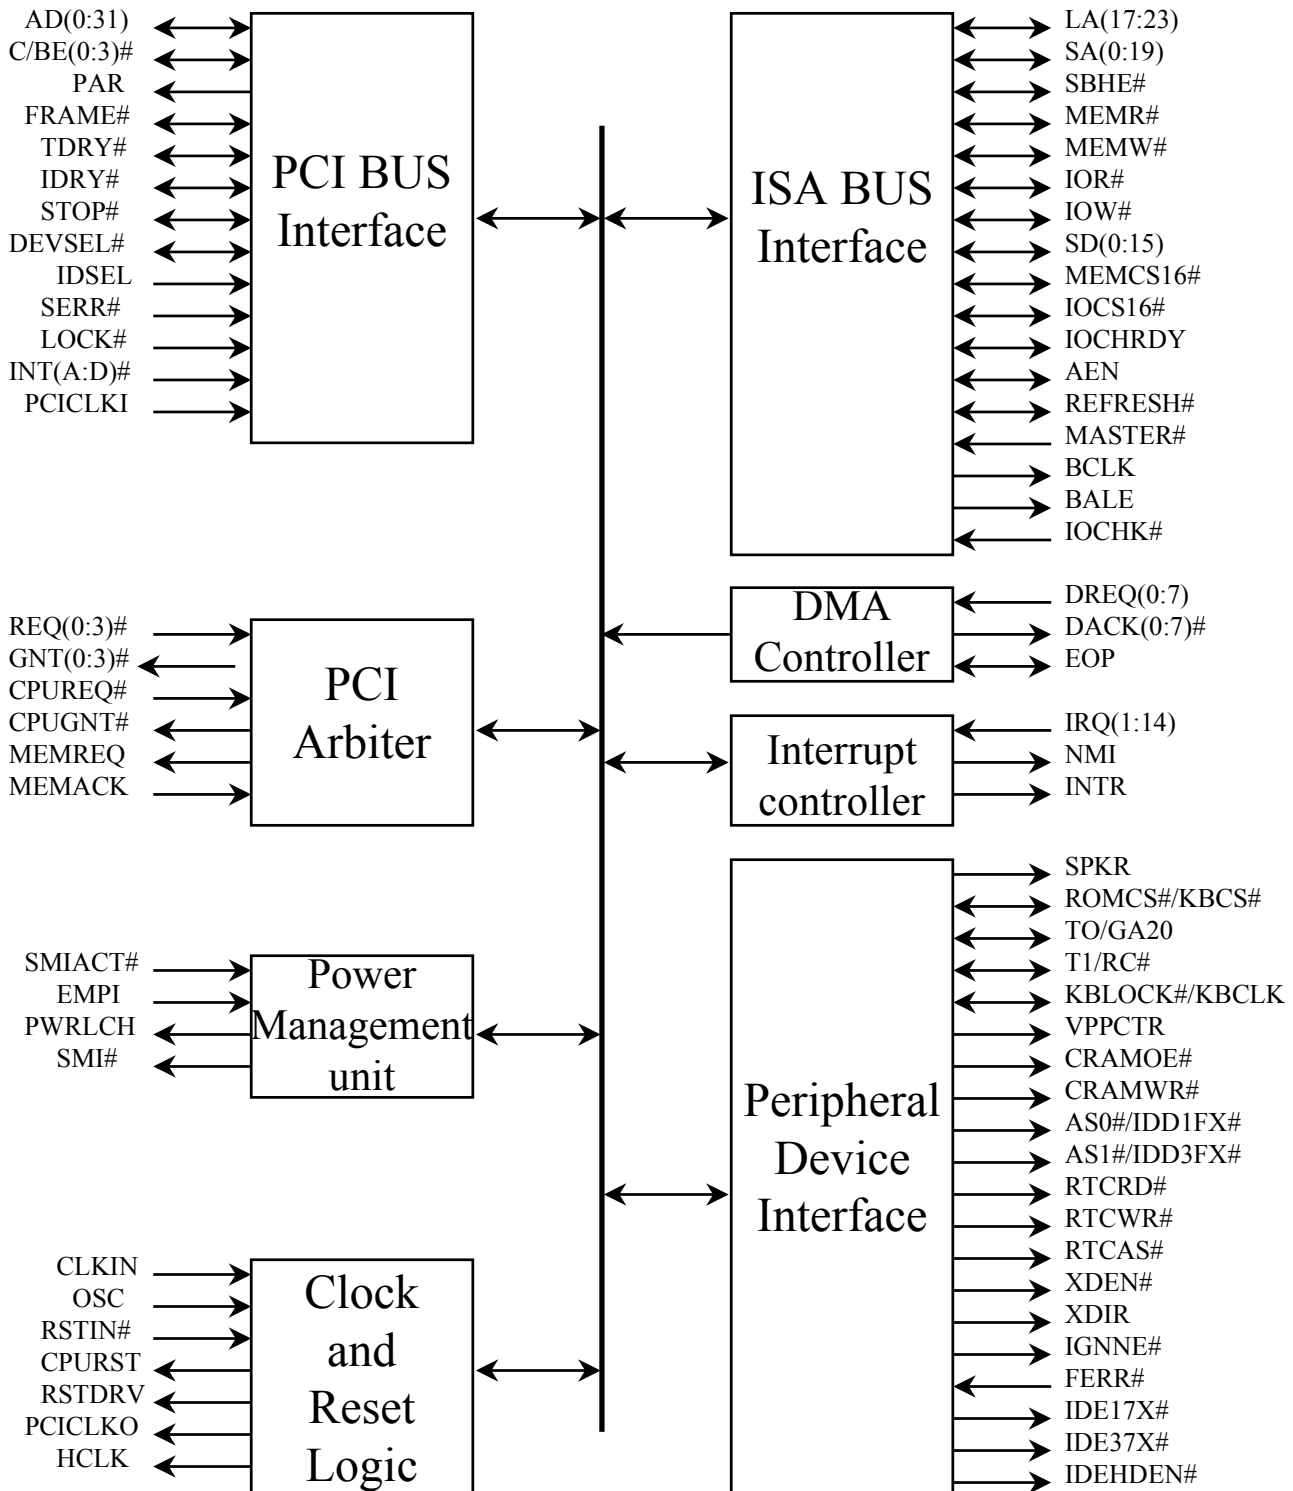 AD(0:31)
C/BE(0:3)#
PAR
FRAME#
TDRY#
IDRY#
STOP#
DEVSEL#
IDSEL
SERR#
LOCK#
INT(A:D)#
PCICLKI
PCI BUS
Interface
ISA BUS
Interface
LA(17:23)
SA(0:19)
SBHE#
MEMR#
MEMW#
IOR#
IOW#
SD(0:15)
MEMCS16#
IOCS16#
IOCHRDY
AEN
REFRESH#
MASTER#
BCLK
BALE
IOCHK#
REQ(0:3)#
GNT(0:3)#
CPUREQ#
CPUGNT#
MEMREQ
MEMACK
PCI
Arbiter
DMA
Controller
DREQ(0:7)
DACK(0:7)#
EOP
Interrupt
controller
IRQ(1:14)
NMI
INTR
SMIACT#
EMPI
PWRLCH
SMI#
Power
Management
unit
Peripheral
Device
Interface
SPKR
ROMCS#/KBCS#
TO/GA20
T1/RC#
KBLOCK#/KBCLK
VPPCTR
CRAMOE#
CRAMWR#
AS0#/IDD1FX#
AS1#/IDD3FX#
RTCRD#
RTCWR#
RTCAS#
XDEN#
XDIR
IGNNE#
FERR#
IDE17X#
IDE37X#
IDEHDEN#
CLKIN
OSC
RSTIN#
CPURST
RSTDRV
PCICLKO
HCLK
Clock
and
Reset
Logic